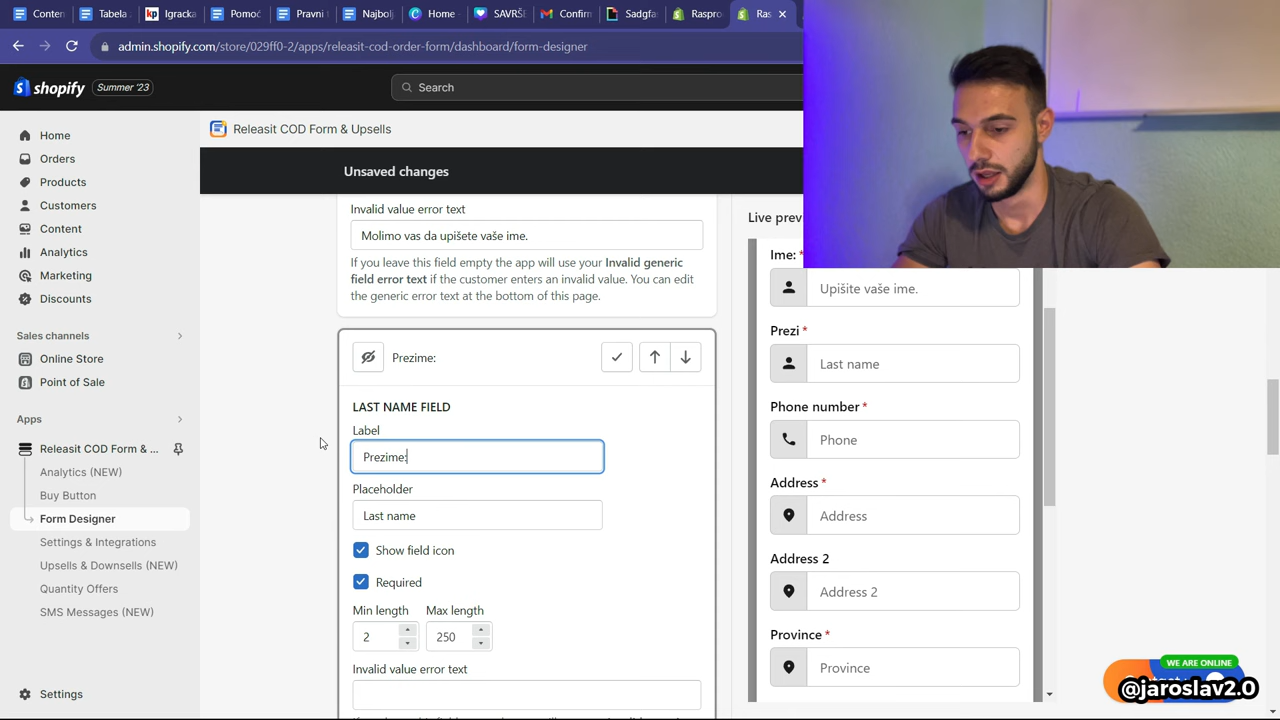 Conten
Tabela
Igracka
Pomoć
Pravni
Najbolj
Home
SAVRŠI
Confirm
Sadgfa
Raspro
Ras
admin.shopify.com/store/029ff0-2/apps/releasit-cod-order-form/dashboard/form-designer
shopify
Summer '23
Search
Home
Orders
Products
Customers
Content
Analytics
Marketing
Discounts
Sales channels
Online Store
Point of Sale
Apps
Releasit COD Form & ...
Analytics (NEW)
Buy Button
Form Designer
Settings & Integrations
Upsells & Downsells (NEW)
Quantity Offers
SMS Messages (NEW)
Settings
Releasit COD Form & Upsells
Unsaved changes
Invalid value error text
Molimo vas da upišete vaše ime.
If you leave this field empty the app will use your Invalid generic
field error text if the customer enters an invalid value. You can edit
the generic error text at the bottom of this page.
Prezime:
LAST NAME FIELD
Label
Prezime:
Placeholder
Last name
Show field icon
Required
Min length Max length
2 250
Invalid value error text
Live prev
Ime: *
Upišite vaše ime.
Prezi *
Last name
Phone number *
Phone
Address *
Address
Address 2
Address 2
Province *
Province
WE ARE ONLINE
@jaroslav2.0